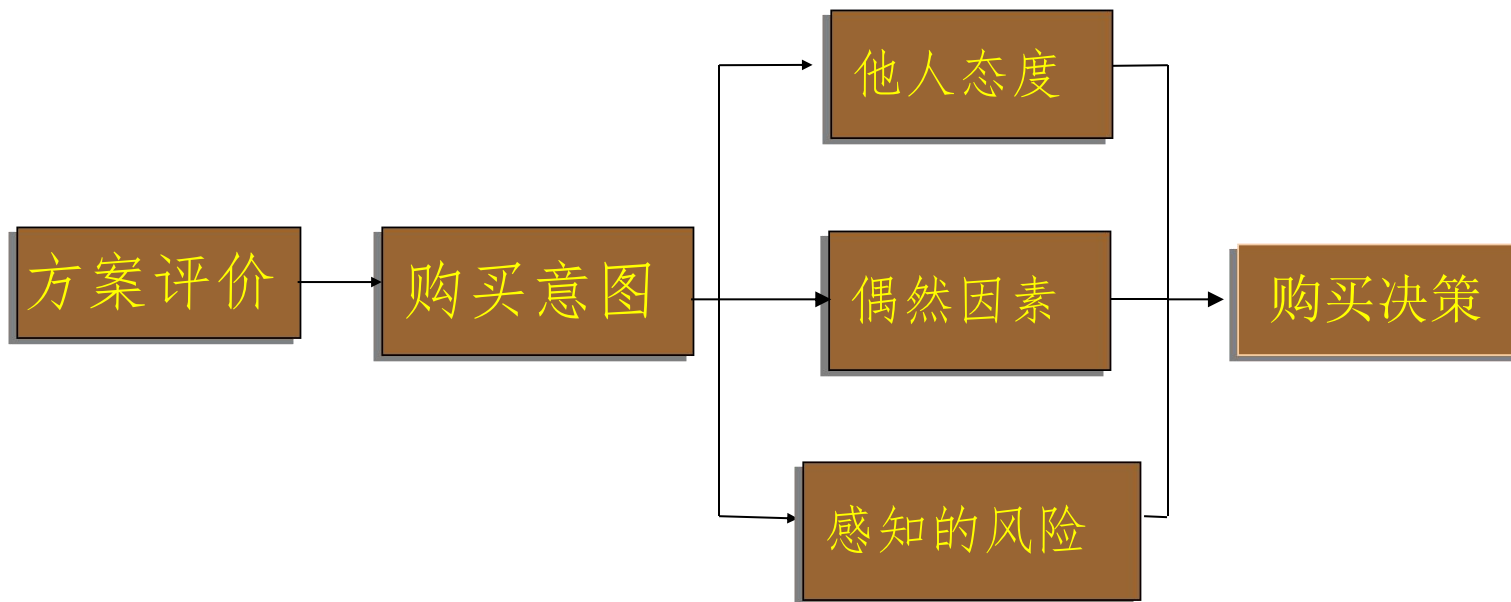 方案评价
购买意图
他人态度
偶然因素
感知的风险
购买决策